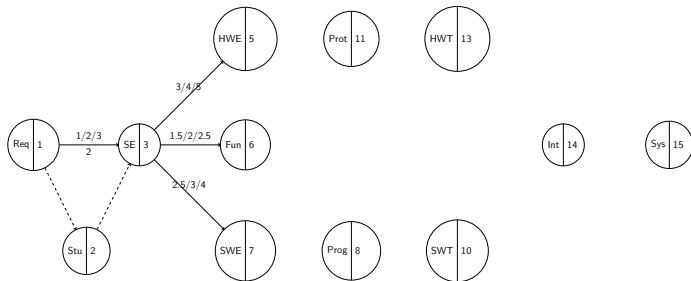 HWE 5
Prot 11
HWT 13
3/4/5
Req 1
1/2/3
2
SE 3
1.5/2/2.5
Fun 6
Int 14
Sys 15
2.5/3/4
Stu 2
SWE 7
Prog 8
SWT 10